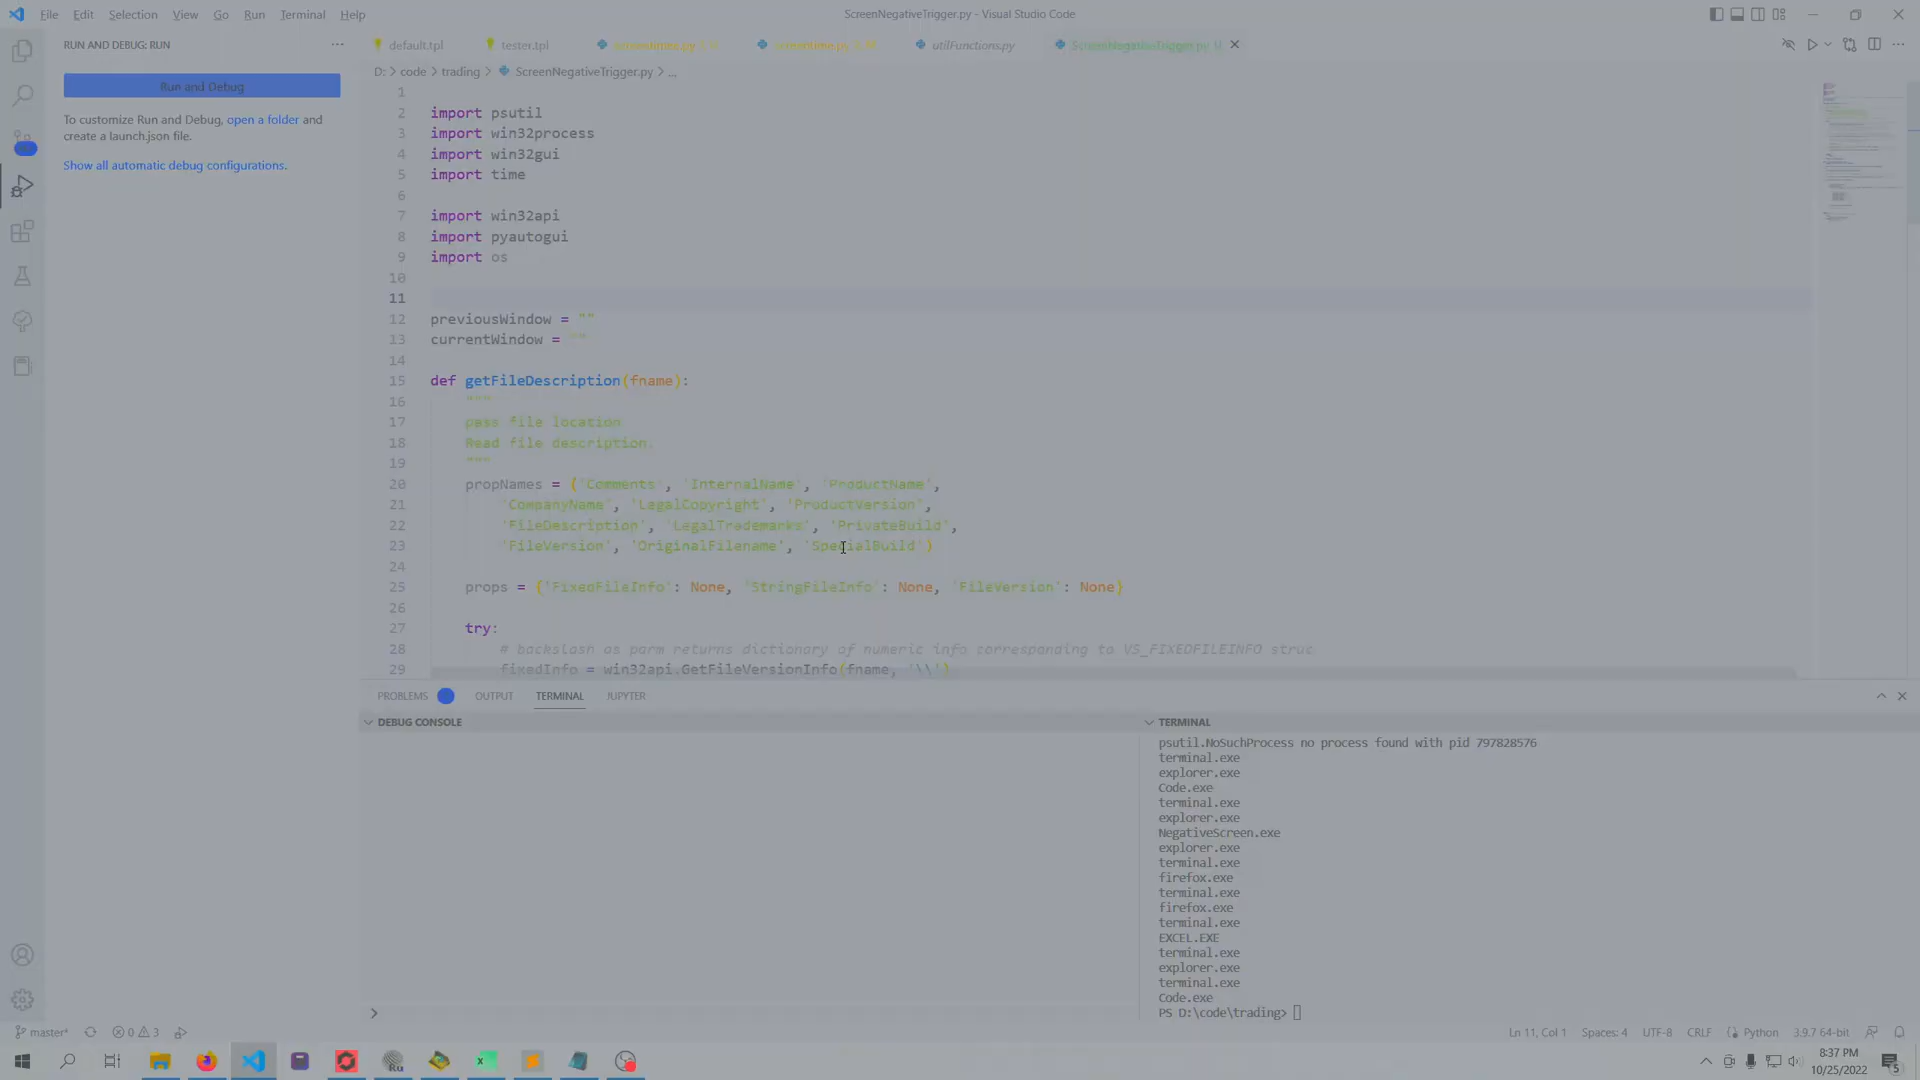 File Edit Selection View Go Run Terminal Help
ScreenNegativeTrigger.py - Visual Studio Code
RUN AND DEBUG: RUN
default.tpl
tester.tpl
utilFunctions.py
ScreenNegativeTrigger.py U
Run and Debug
To customize Run and Debug, open a folder and
create a launch.json file.
Show all automatic debug configurations.
D: > code > trading > ScreenNegativeTrigger.py > ...
1
2 import psutil
3 import win32process
4 import win32gui
5 import time
6
7 import win32api
8 import pyautogui
9 import os
10
11
12 previousWindow = ""
13 currentWindow = ""
14
15 def getFileDescription(fname):
16 """
17 pass file location
18 Read file description.
19 """
20 propNames = ('Comments', 'InternalName', 'ProductName',
21 'CompanyName', 'LegalCopyright', 'ProductVersion',
22 'FileDescription', 'LegalTrademarks', 'PrivateBuild',
23 'FileVersion', 'OriginalFilename', 'SpecialBuild')
24
25 props = {'FixedFileInfo': None, 'StringFileInfo': None, 'FileVersion': None}
26
27 try:
28 # backslash as parm returns dictionary of numeric info corresponding to VS_FIXEDFILEINFO struc
29 fixedInfo = win32api.GetFileVersionInfo(fname, '\\')
PROBLEMS OUTPUT TERMINAL JUPYTER
DEBUG CONSOLE
TERMINAL
psutil.NoSuchProcess no process found with pid 797828576
terminal.exe
explorer.exe
Code.exe
terminal.exe
explorer.exe
NegativeScreen.exe
explorer.exe
terminal.exe
firefox.exe
terminal.exe
firefox.exe
terminal.exe
EXCEL.EXE
terminal.exe
explorer.exe
terminal.exe
Code.exe
PS D:\code\trading>
master* 0 3
Ln 11, Col 1 Spaces: 4 UTF-8 CRLF Python 3.9.7 64-bit
8:37 PM
10/25/2022